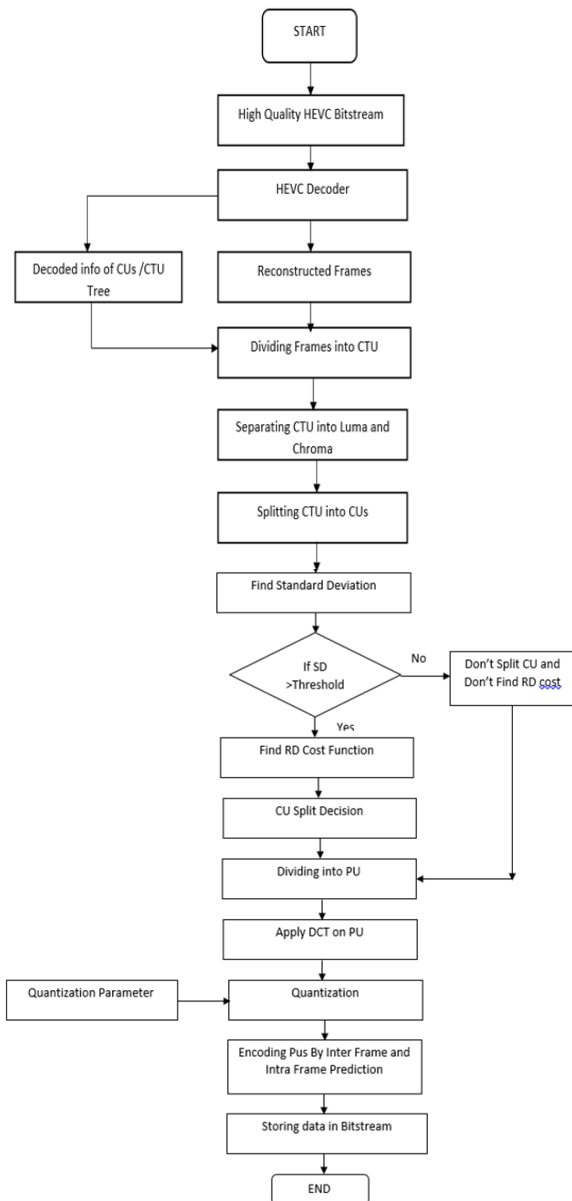 START
High Quality HEVC Bitstream
HEVC Decoder
Decoded info of CUs /CTU
Tree
Reconstructed Frames
Dividing Frames into CTU
Separating CTU into Luma and
Chroma
Splitting CTU into CUs
Find Standard Deviation
If SD
>Threshold
No
Don't Split CU and
Don't Find RD cost
Yes
Find RD Cost Function
CU Split Decision
Dividing into PU
Apply DCT on PU
Quantization Parameter
Quantization
Encoding Pus By Inter Frame and
Intra Frame Prediction
Storing data in Bitstream
END